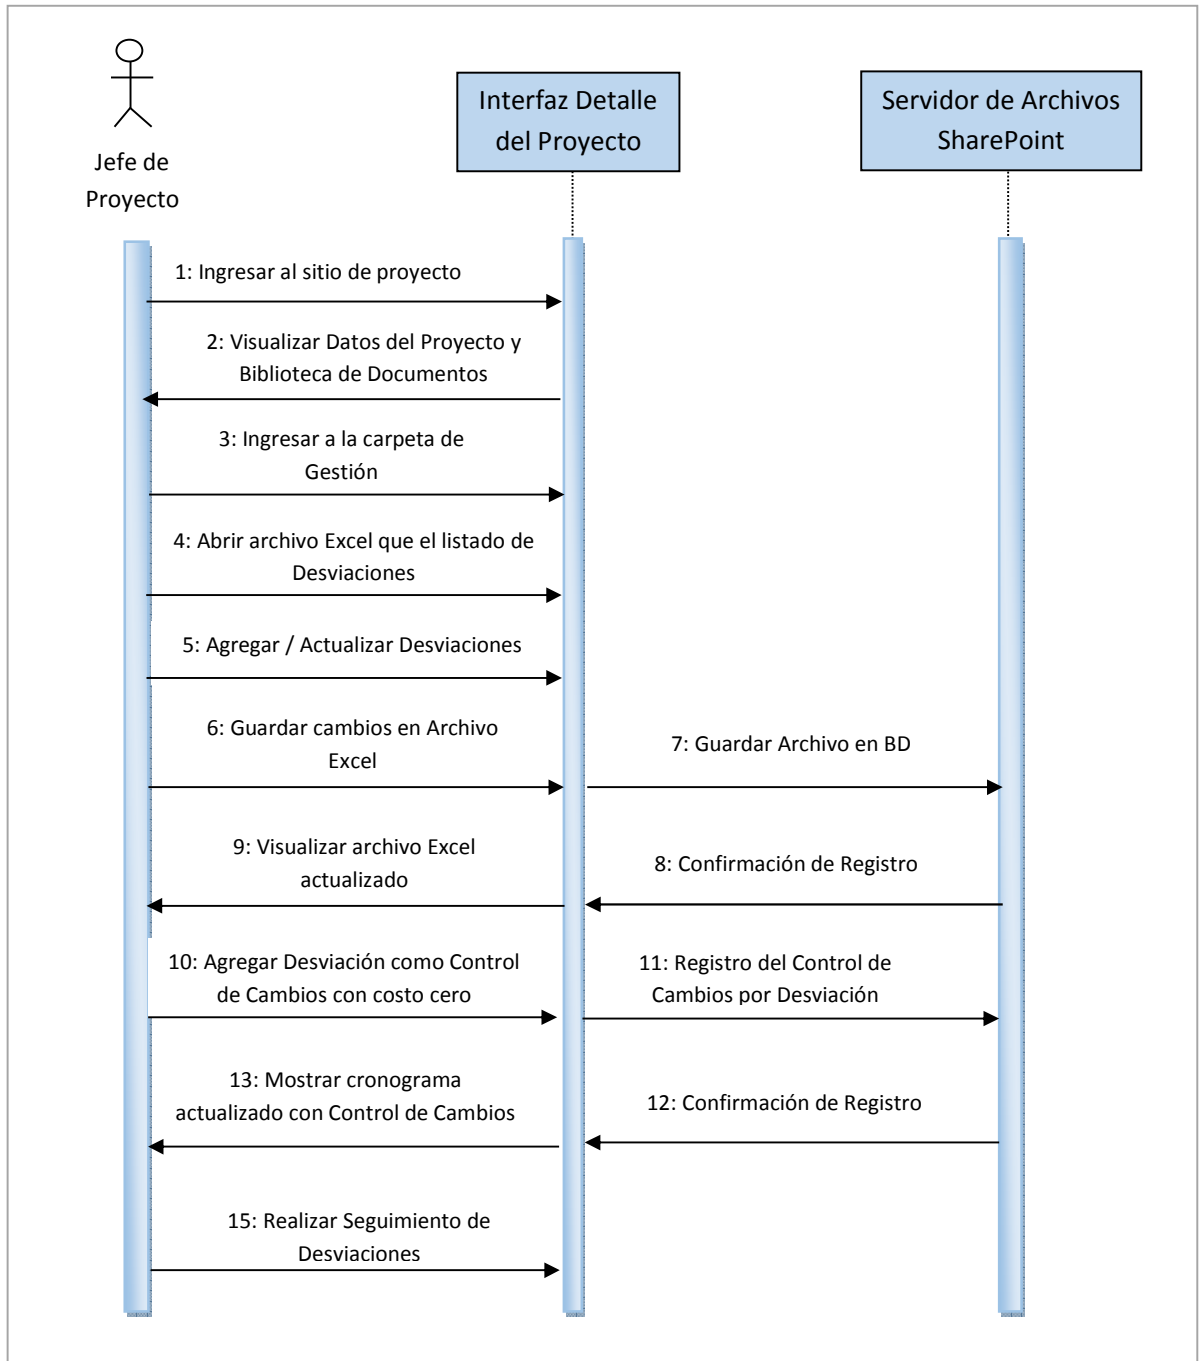 Jefe de
Proyecto
Interfaz Detalle
del Proyecto
Servidor de Archivos
SharePoint
1: Ingresar al sitio de proyecto
2: Visualizar Datos del Proyecto y
Biblioteca de Documentos
3: Ingresar a la carpeta de
Gestión
4: Abrir archivo Excel que el listado de
Desviaciones
5: Agregar / Actualizar Desviaciones
6: Guardar cambios en Archivo
Excel
7: Guardar Archivo en BD
9: Visualizar archivo Excel
actualizado
8: Confirmación de Registro
10: Agregar Desviación como Control
de Cambios con costo cero
11: Registro del Control de
Cambios por Desviación
13: Mostrar cronograma
actualizado con Control de Cambios
12: Confirmación de Registro
15: Realizar Seguimiento de
Desviaciones